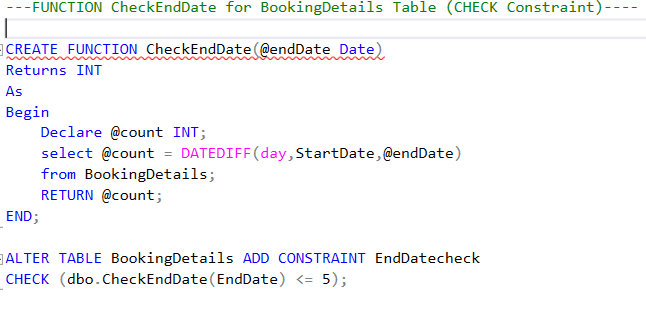 ---FUNCTION CheckEndDate for BookingDetails Table (CHECK Constraint)----
CREATE FUNCTION CheckEndDate(@endDate Date)
Returns INT
As
Begin
    Declare @count INT;
    select @count = DATEDIFF(day,StartDate,@endDate)
    from BookingDetails;
    RETURN @count;
END;
ALTER TABLE BookingDetails ADD CONSTRAINT EndDatecheck
CHECK (dbo.CheckEndDate(EndDate) <= 5);